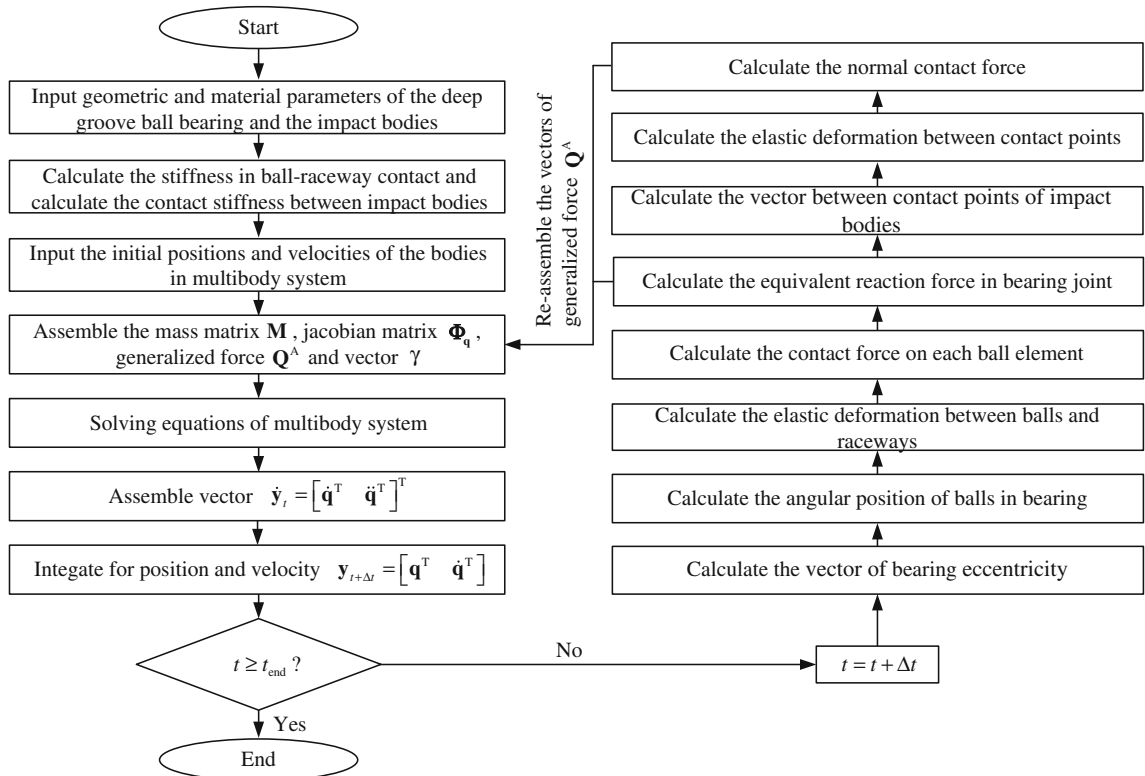 Start
Input geometric and material parameters of the deep
groove ball bearing and the impact bodies
Calculate the stiffness in ball-raceway contact and
calculate the contact stiffness between impact bodies
Input the initial positions and velocities of the bodies
in multibody system
Assemble the mass matrix M , jacobian matrix Φ_q ,
generalized force Q^A and vector γ
Solving equations of multibody system
Assemble vector ẏ_t = [q̇^T q̈^T]^T
Integate for position and velocity y_{t+Δt} = [q^T q̇^T]
t ≥ t_end ?
Yes
End
No
t = t + Δt
Calculate the vector of bearing eccentricity
Calculate the angular position of balls in bearing
Calculate the elastic deformation between balls and
raceways
Calculate the contact force on each ball element
Calculate the equivalent reaction force in bearing joint
Calculate the vector between contact points of impact
bodies
Calculate the elastic deformation between contact points
Calculate the normal contact force
Re-assemble the vectors of
generalized force Q^A